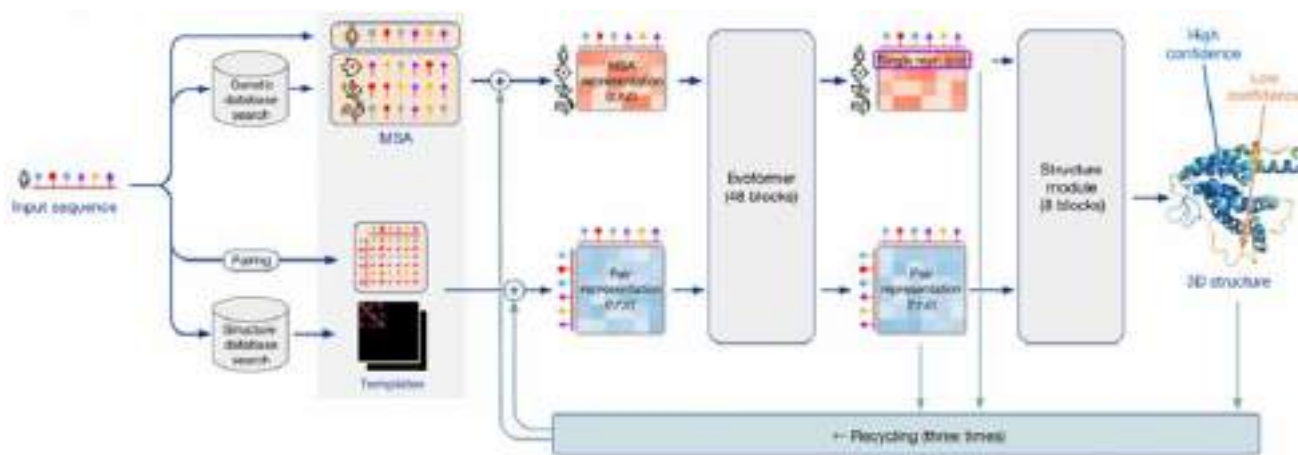 Input sequence
Genetic
database
search
MSA
Pairing
Structure
database
search
Templates
MSA
representation
(s,r,c)
Pair
representation
(r,r,c)
Evoformer
(48 blocks)
Single repr. (r,c)
Pair
representation
(r,r,c)
Structure
module
(8 blocks)
High
confidence
Low
confidence
3D structure
← Recycling (three times)